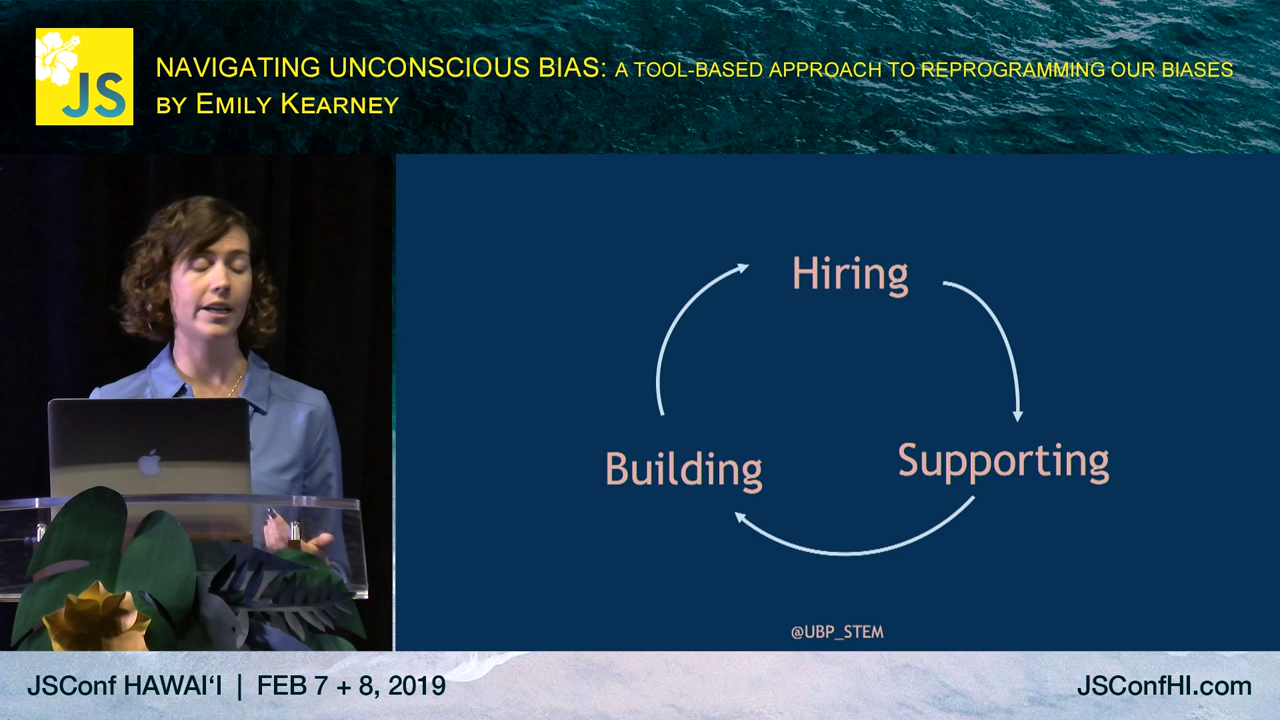 JS
NAVIGATING UNCONSCIOUS BIAS: A TOOL-BASED APPROACH TO REPROGRAMMING OUR BIASES
BY EMILY KEARNEY
Hiring
Supporting
Building
@UBP_STEM
JSConf HAWAI‘I | FEB 7 + 8, 2019
JSConfHI.com